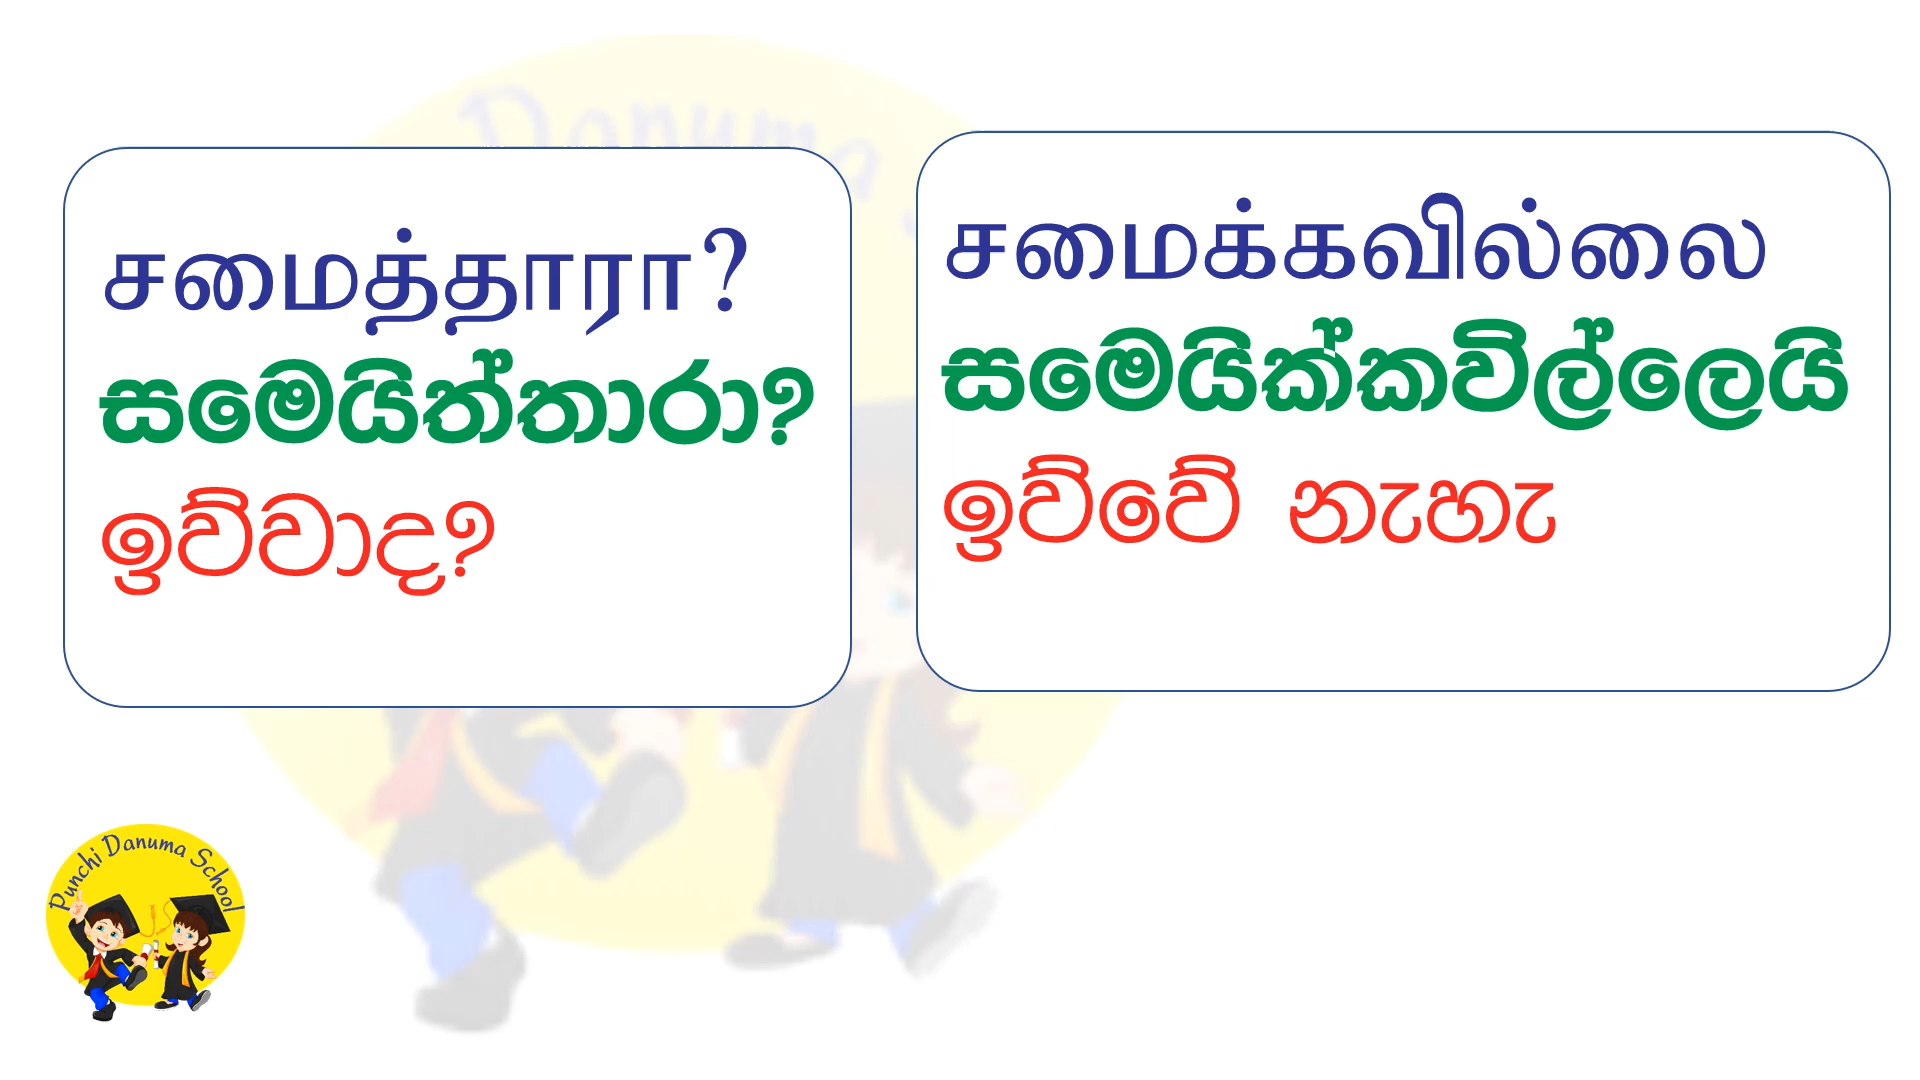 சமைத்தாரா?
සමෙයිත්තාරා?
ඉව්වාද?
சமைக்கவில்லை
සමෙයික්කවිල්ලෙයි
ඉව්වේ නැහැ
Punchi Danuma School